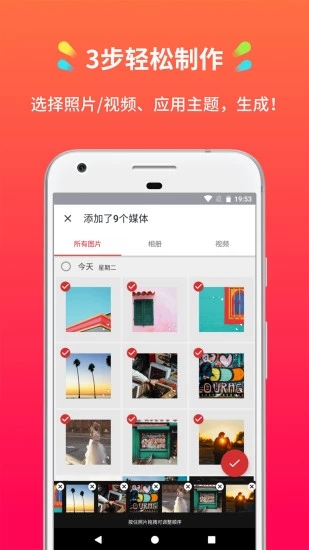 3步轻松制作
选择照片/视频、应用主题，生成！
19:53
添加了9个媒体
所有图片
相册
视频
今天 星期二
按住照片拖拽可调整顺序